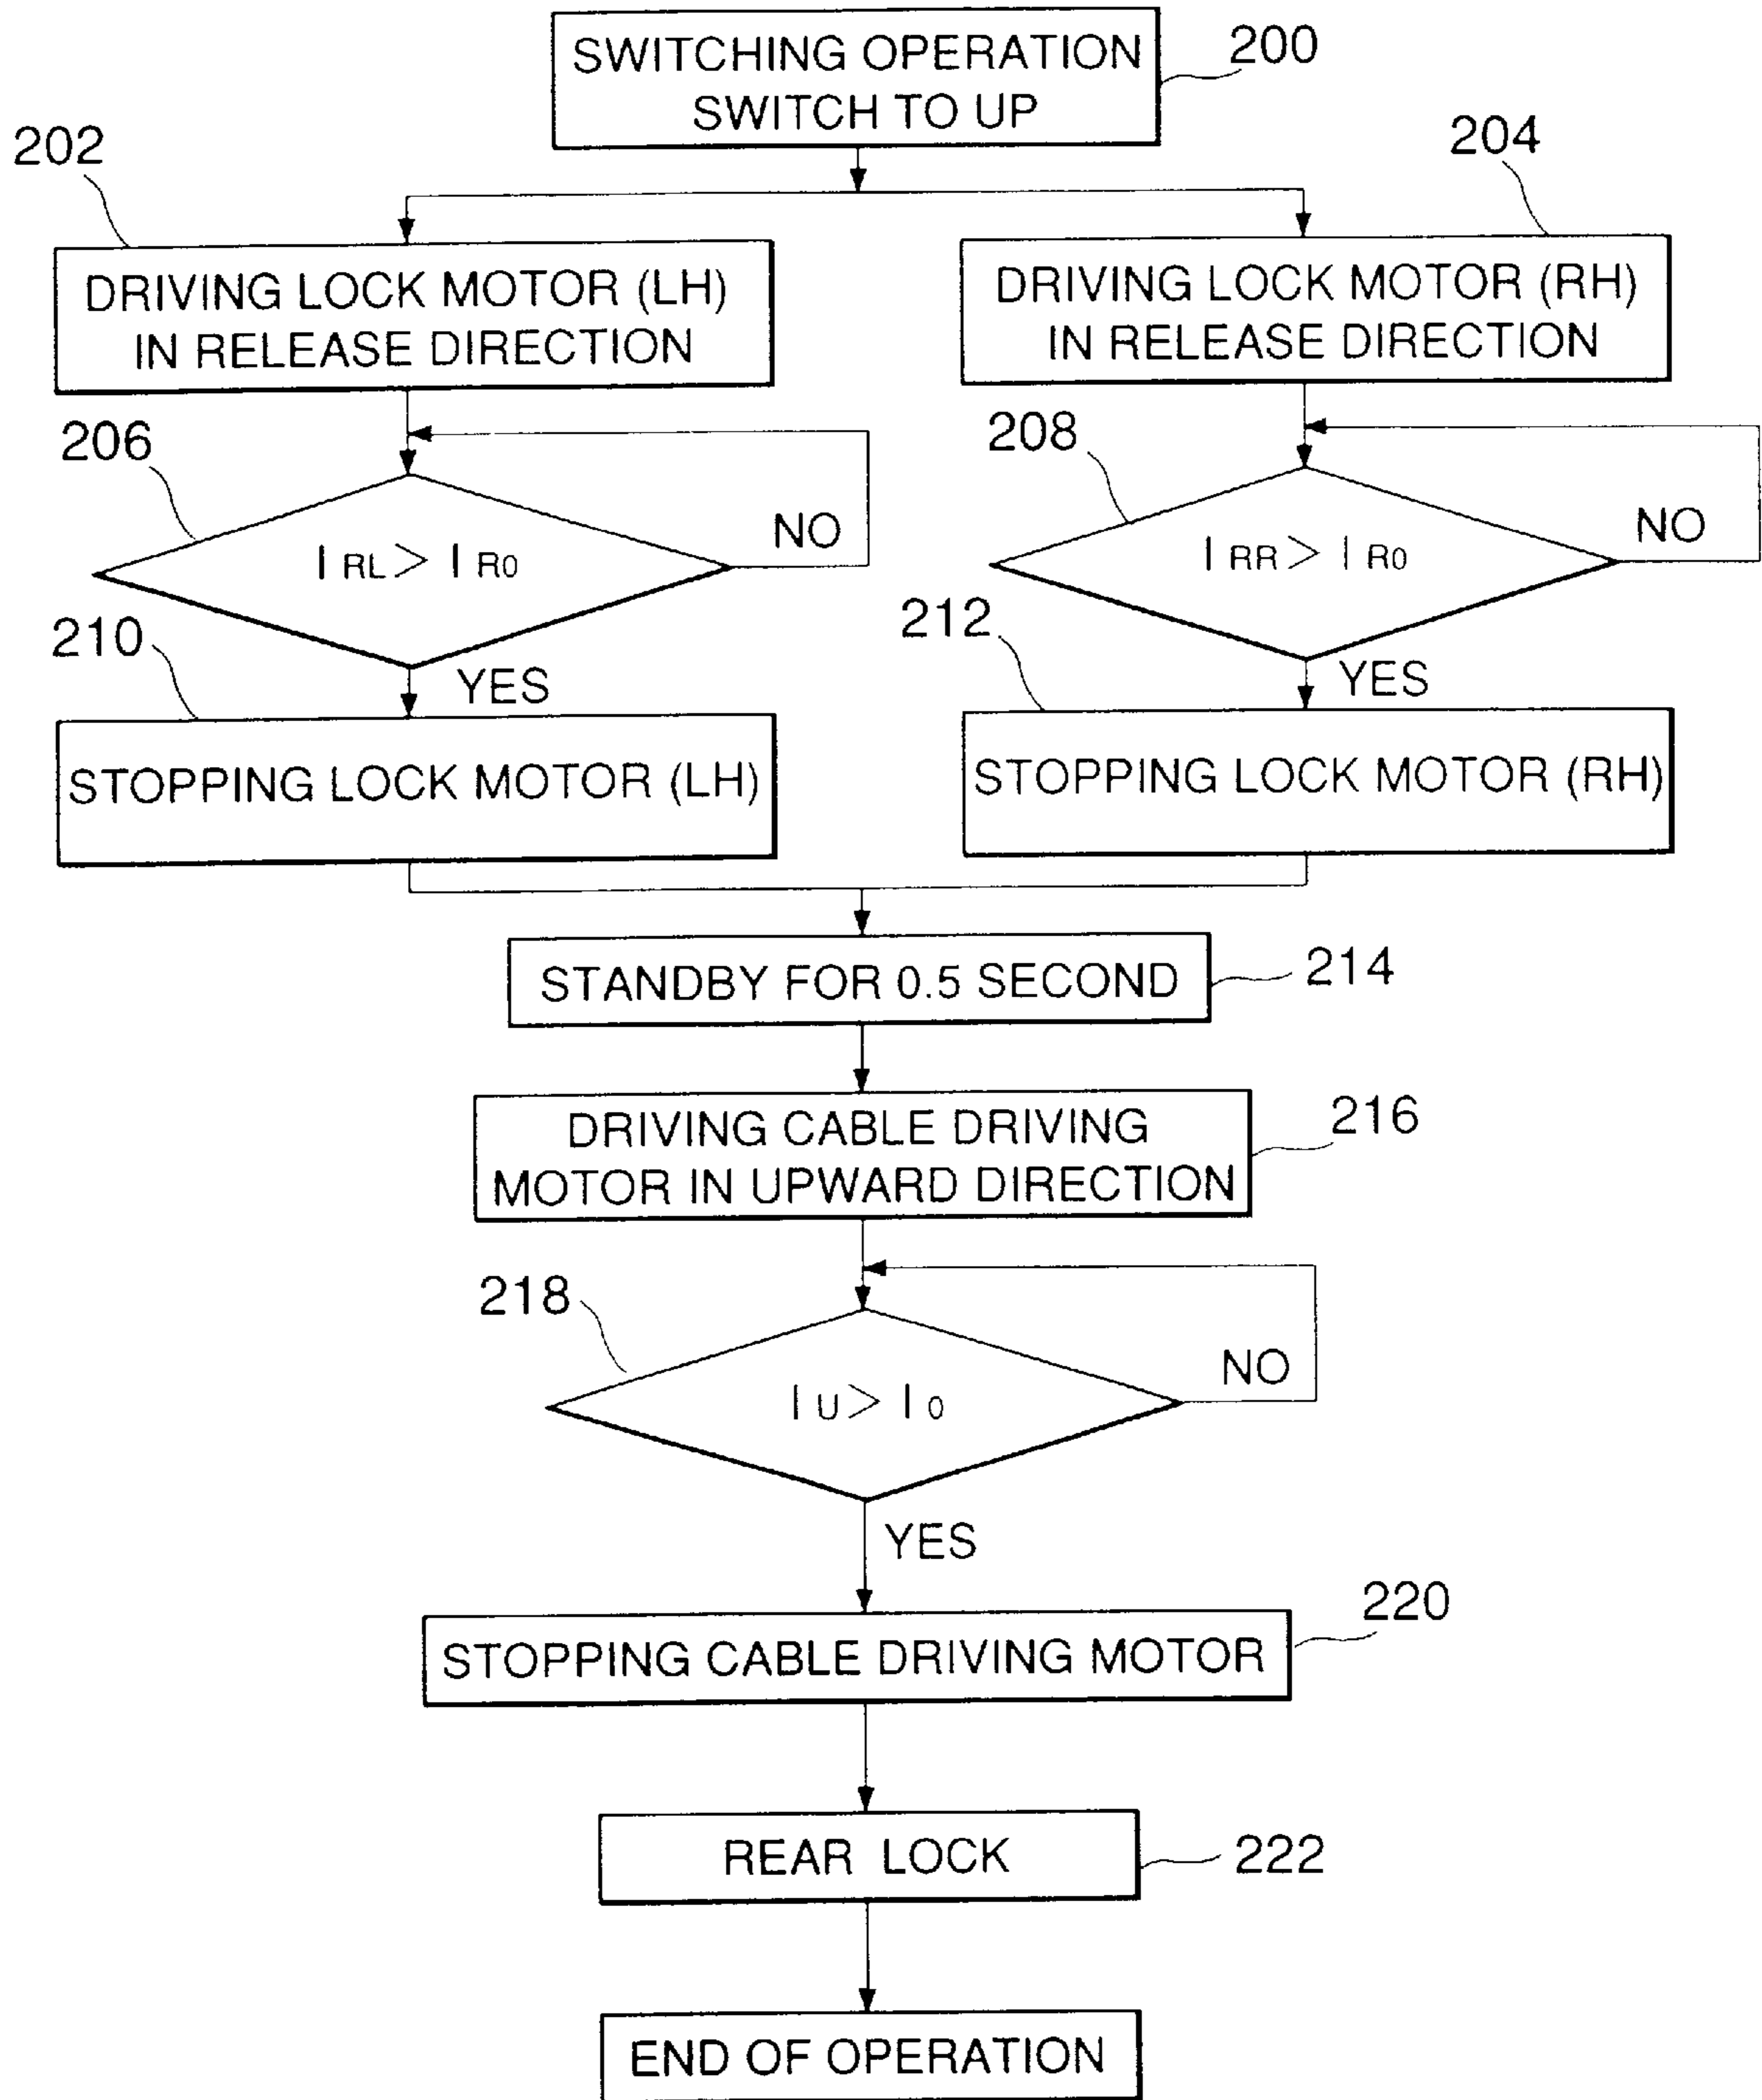 SWITCHING OPERATION
SWITCH TO UP
200
202
204
DRIVING LOCK MOTOR (LH)
IN RELEASE DIRECTION
DRIVING LOCK MOTOR (RH)
IN RELEASE DIRECTION
206
208
I RL > I R0
NO
I RR > I R0
NO
210
YES
212
YES
STOPPING LOCK MOTOR (LH)
STOPPING LOCK MOTOR (RH)
STANDBY FOR 0.5 SECOND
214
DRIVING CABLE DRIVING
MOTOR IN UPWARD DIRECTION
216
218
I U > I 0
NO
YES
220
STOPPING CABLE DRIVING MOTOR
REAR LOCK
222
END OF OPERATION